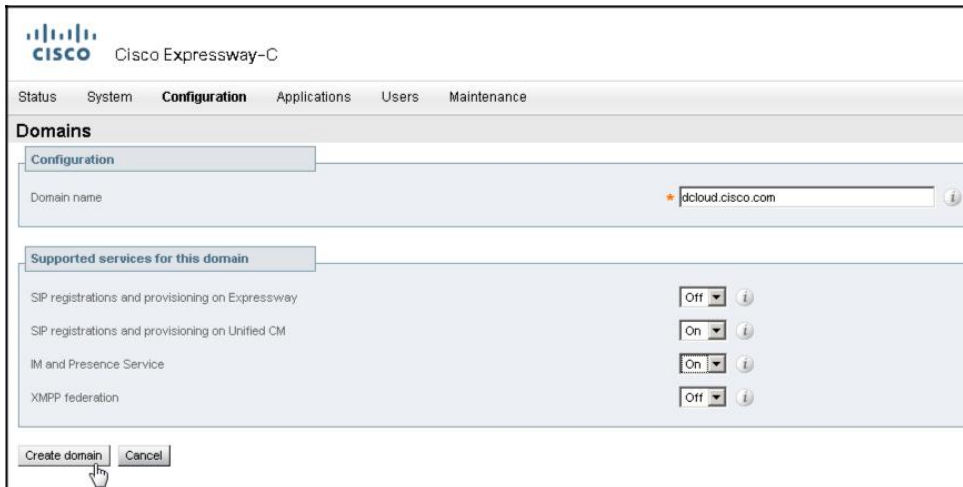 CISCO Cisco Expressway-C
Status System Configuration Applications Users Maintenance
Domains
Configuration
Domain name * dcloud.cisco.com i
Supported services for this domain
SIP registrations and provisioning on Expressway Off i
SIP registrations and provisioning on Unified CM On i
IM and Presence Service On i
XMPP federation Off i
Create domain Cancel